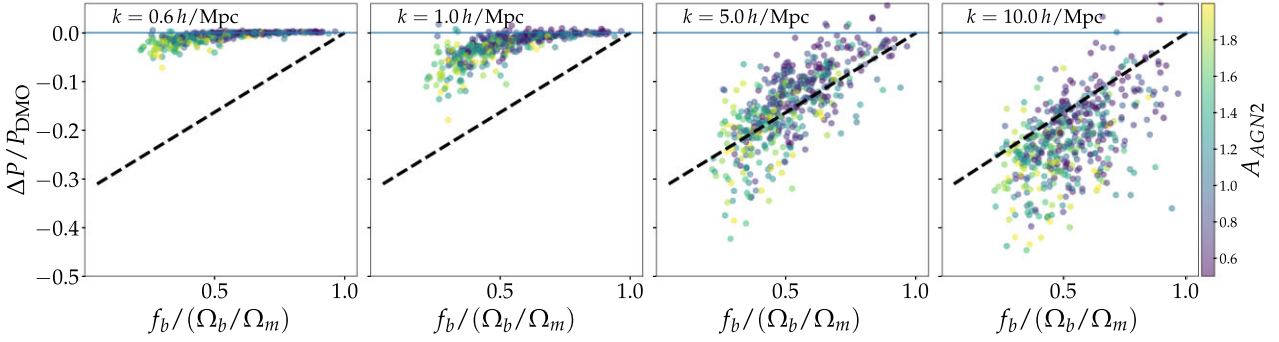 k = 0.6 h/Mpc
k = 1.0 h/Mpc
k = 5.0 h/Mpc
k = 10.0 h/Mpc
ΔP/P_DMO
0.0
−0.1
−0.2
−0.3
−0.4
−0.5
0.5 1.0
0.5 1.0
0.5 1.0
0.5 1.0
f_b/(Ω_b/Ω_m)
f_b/(Ω_b/Ω_m)
f_b/(Ω_b/Ω_m)
f_b/(Ω_b/Ω_m)
1.8
1.6
1.4
1.2
1.0
0.8
0.6
A_AGN2